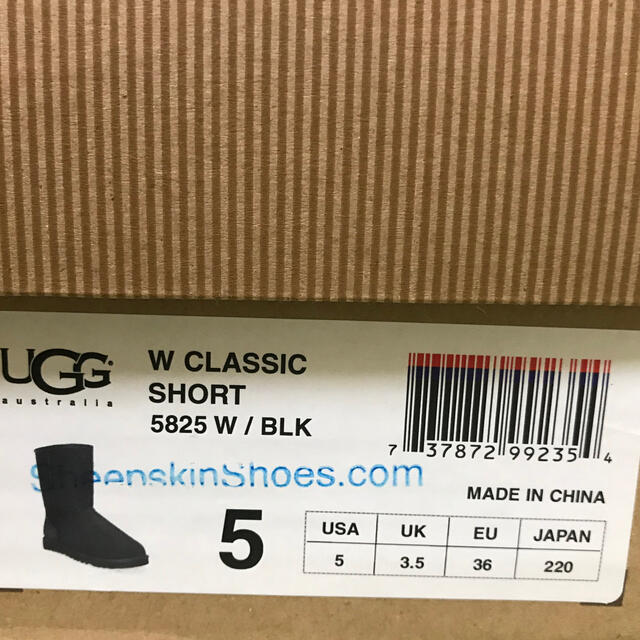 UGG
australia
W CLASSIC
SHORT
5825 W / BLK
7 37872 99235 4
SheepskinShoes.com
MADE IN CHINA
5
USA UK EU JAPAN
5 3.5 36 220